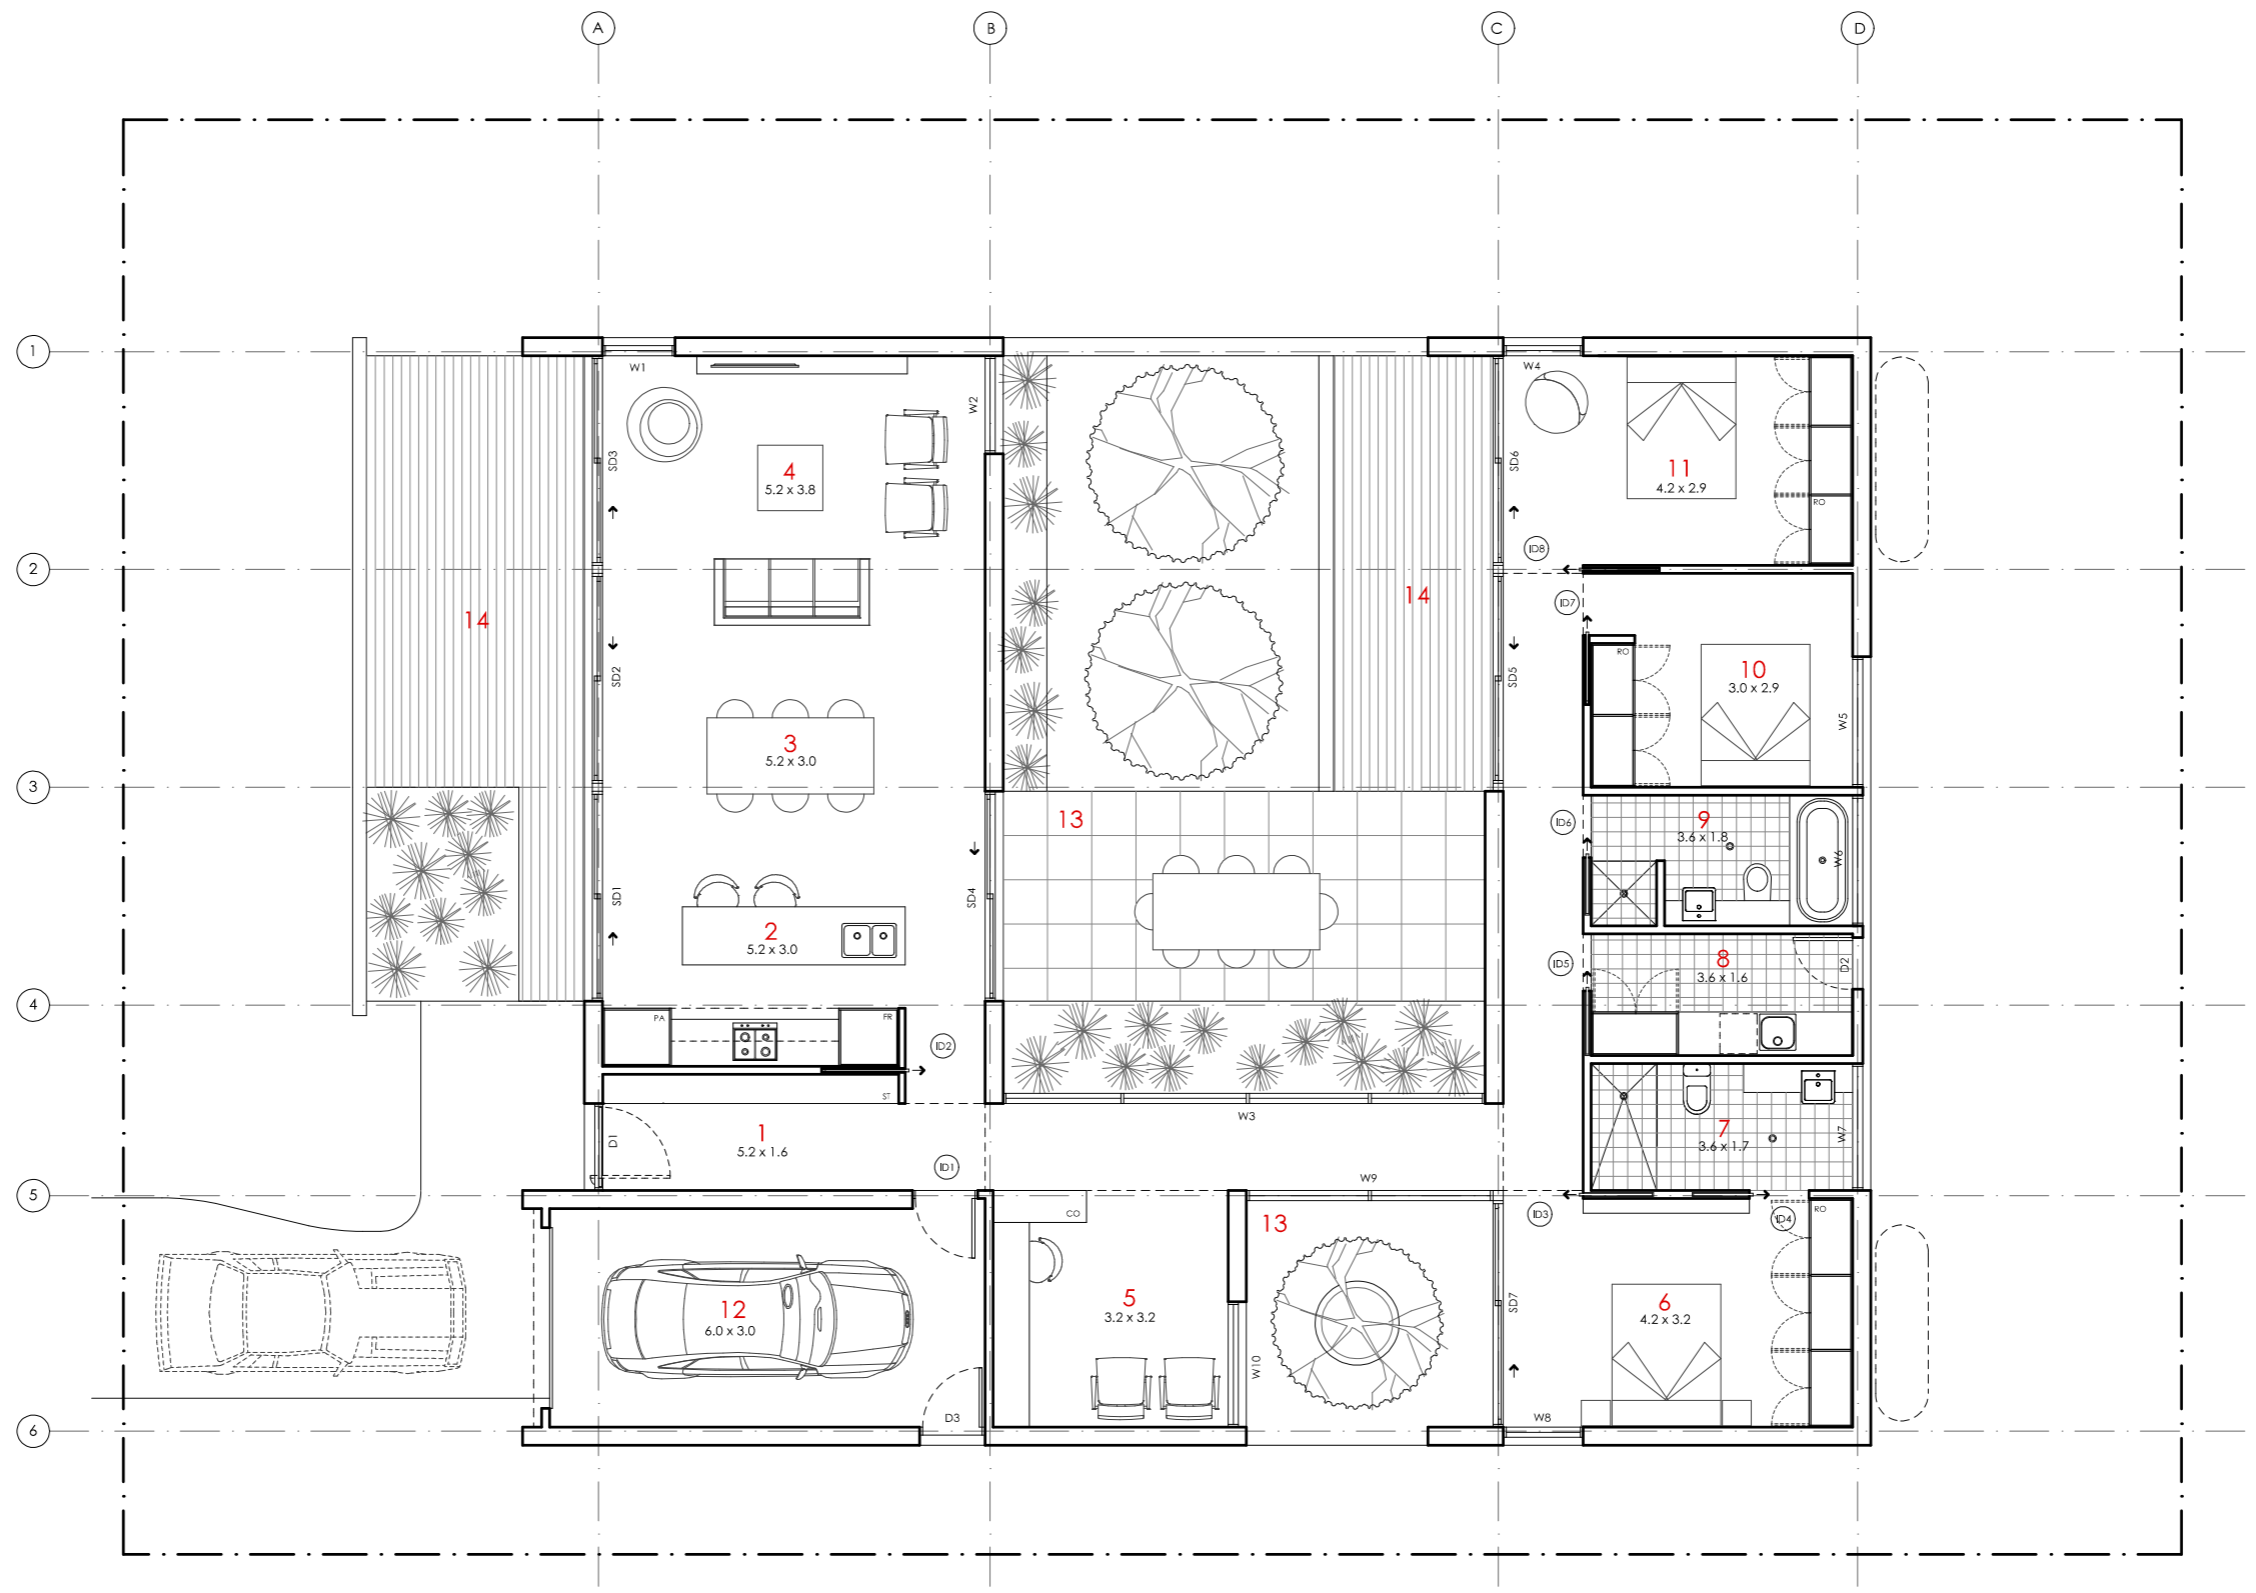 A
B
C
D
1
2
3
4
5
6
W1
W2
W4
SD3
4
5.2 x 3.8
SD6
11
4.2 x 2.9
RO
ID8
14
14
ID7
SD2
SD5
RO
10
3.0 x 2.9
W5
3
5.2 x 3.0
13
ID6
9
3.6 x 1.8
W6
SD1
SD4
2
5.2 x 3.0
ID5
8
3.6 x 1.6
D2
PA
FR
ID2
ST
W3
D1
1
5.2 x 1.6
ID1
7
3.6 x 1.7
W7
W9
CO
13
ID3
ID4
RO
12
6.0 x 3.0
5
3.2 x 3.2
W10
SD7
6
4.2 x 3.2
D3
W8